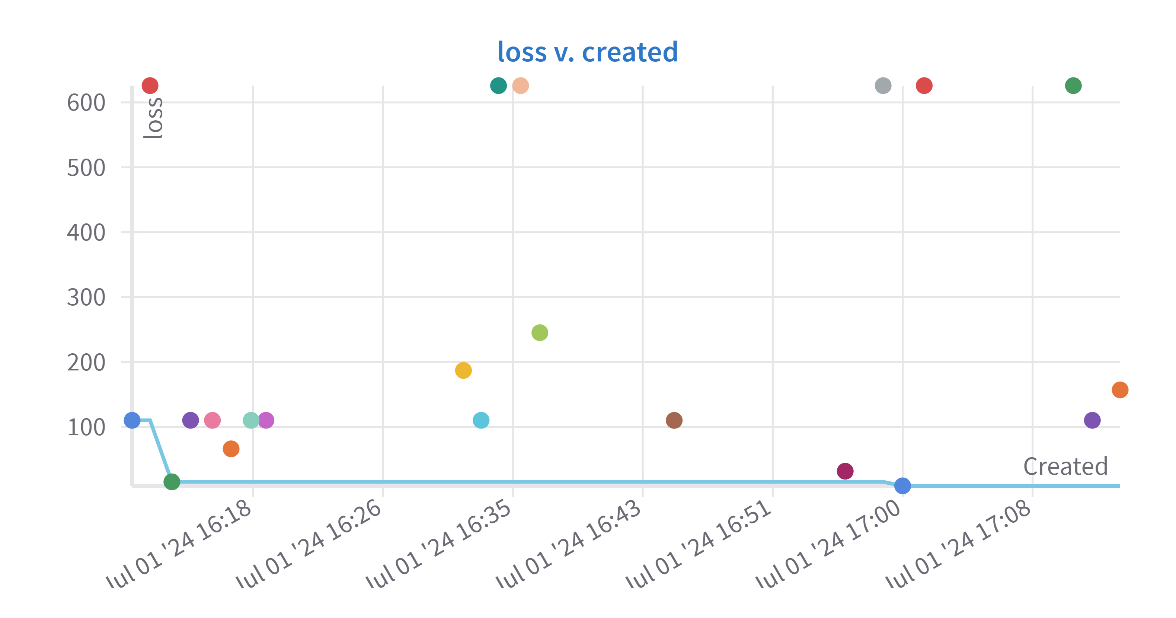 loss v. created
600
500
400
300
200
100
loss
Created
Jul 01 '24 16:18
Jul 01 '24 16:26
Jul 01 '24 16:35
Jul 01 '24 16:43
Jul 01 '24 16:51
Jul 01 '24 17:00
Jul 01 '24 17:08